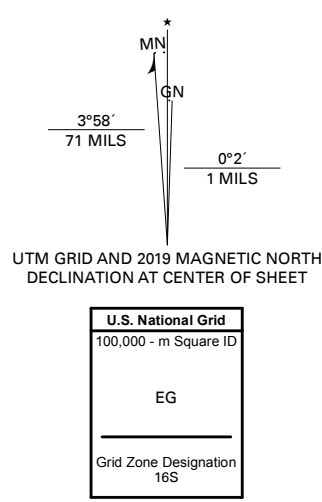 ★
MN
GN
3°58´
71 MILS
0°2´
1 MILS
UTM GRID AND 2019 MAGNETIC NORTH
DECLINATION AT CENTER OF SHEET
U.S. National Grid
100,000 - m Square ID
EG
Grid Zone Designation
16S